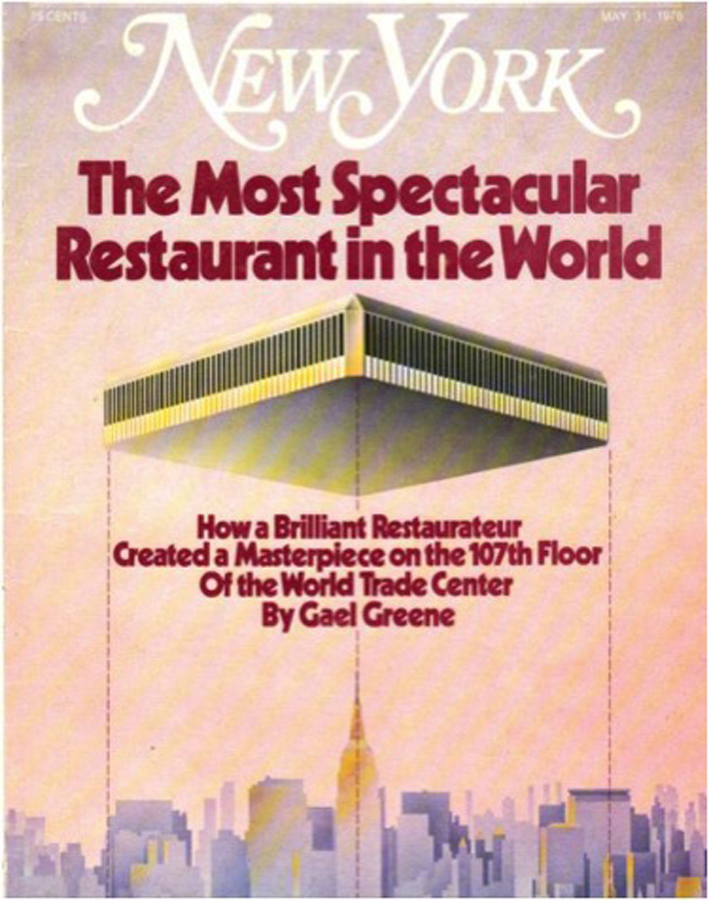 75 CENTS
MAY 31, 1976
NEW YORK
The Most Spectacular
Restaurant in the World
How a Brilliant Restaurateur
Created a Masterpiece on the 107th Floor
Of the World Trade Center
By Gael Greene